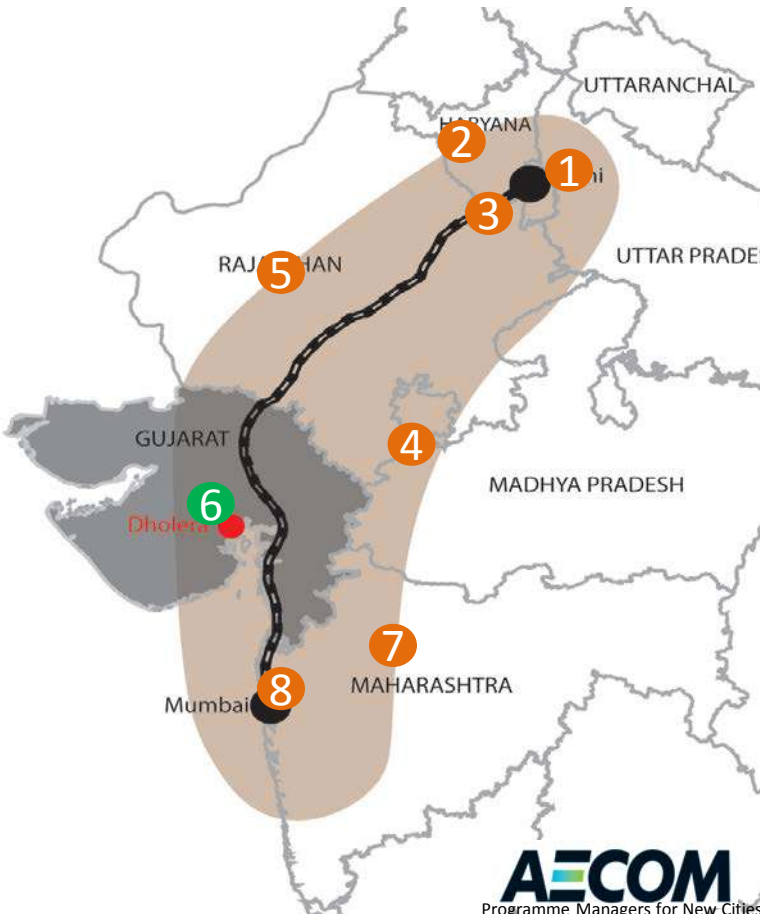 UTTARANCHAL
HARYANA
2
1
3
UTTAR PRADE
RAJ
HAN
5
GUJARAT
4
MADHYA PRADESH
6
Dholera
7
MAHARASHTRA
8
Mumbai
AECOM
Programme Managers for New Cities